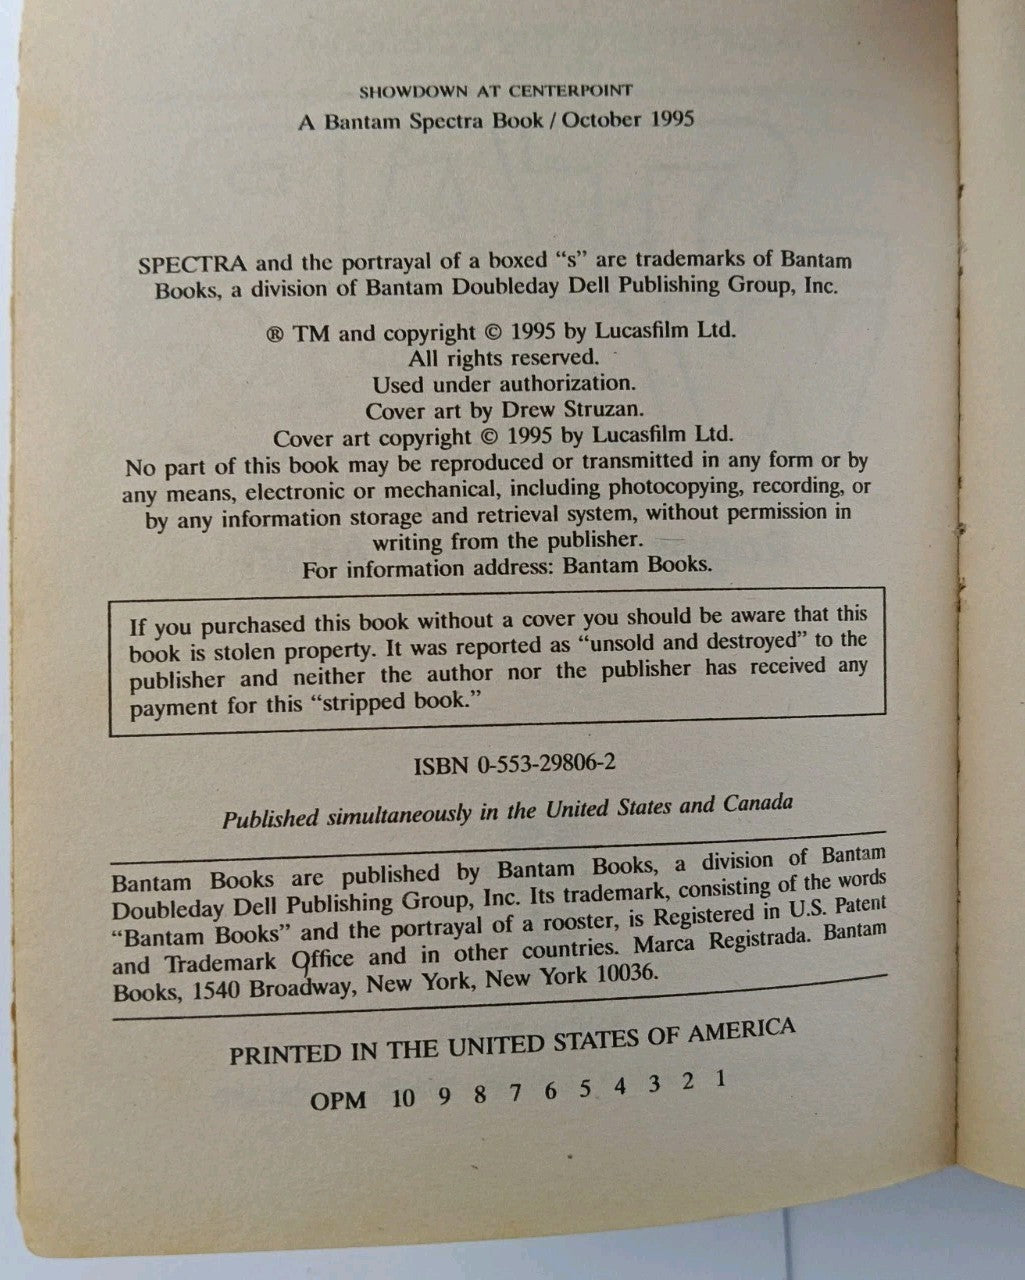 SHOWDOWN AT CENTERPOINT
A Bantam Spectra Book / October 1995
SPECTRA and the portrayal of a boxed “s” are trademarks of Bantam
Books, a division of Bantam Doubleday Dell Publishing Group, Inc.
® TM and copyright © 1995 by Lucasfilm Ltd.
All rights reserved.
Used under authorization.
Cover art by Drew Struzan.
Cover art copyright © 1995 by Lucasfilm Ltd.
No part of this book may be reproduced or transmitted in any form or by
any means, electronic or mechanical, including photocopying, recording, or
by any information storage and retrieval system, without permission in
writing from the publisher.
For information address: Bantam Books.
If you purchased this book without a cover you should be aware that this
book is stolen property. It was reported as “unsold and destroyed” to the
publisher and neither the author nor the publisher has received any
payment for this “stripped book.”
ISBN 0-553-29806-2
Published simultaneously in the United States and Canada
Bantam Books are published by Bantam Books, a division of Bantam
Doubleday Dell Publishing Group, Inc. Its trademark, consisting of the words
“Bantam Books” and the portrayal of a rooster, is Registered in U.S. Patent
and Trademark Office and in other countries. Marca Registrada. Bantam
Books, 1540 Broadway, New York, New York 10036.
PRINTED IN THE UNITED STATES OF AMERICA
OPM 10 9 8 7 6 5 4 3 2 1